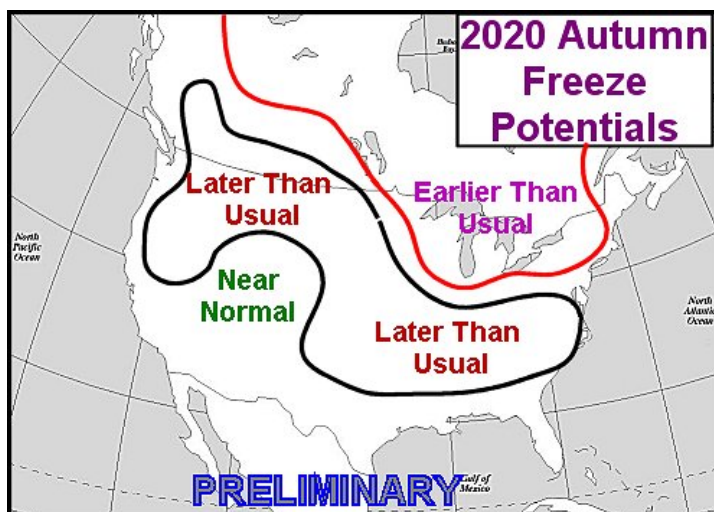 2020 Autumn
Freeze
Potentials
Later Than
Usual
Earlier Than
Usual
North
Pacific
Ocean
Near
Normal
North
Atlantic
Ocean
Later Than
Usual
PRELIMINARY
Gulf of
Mexico